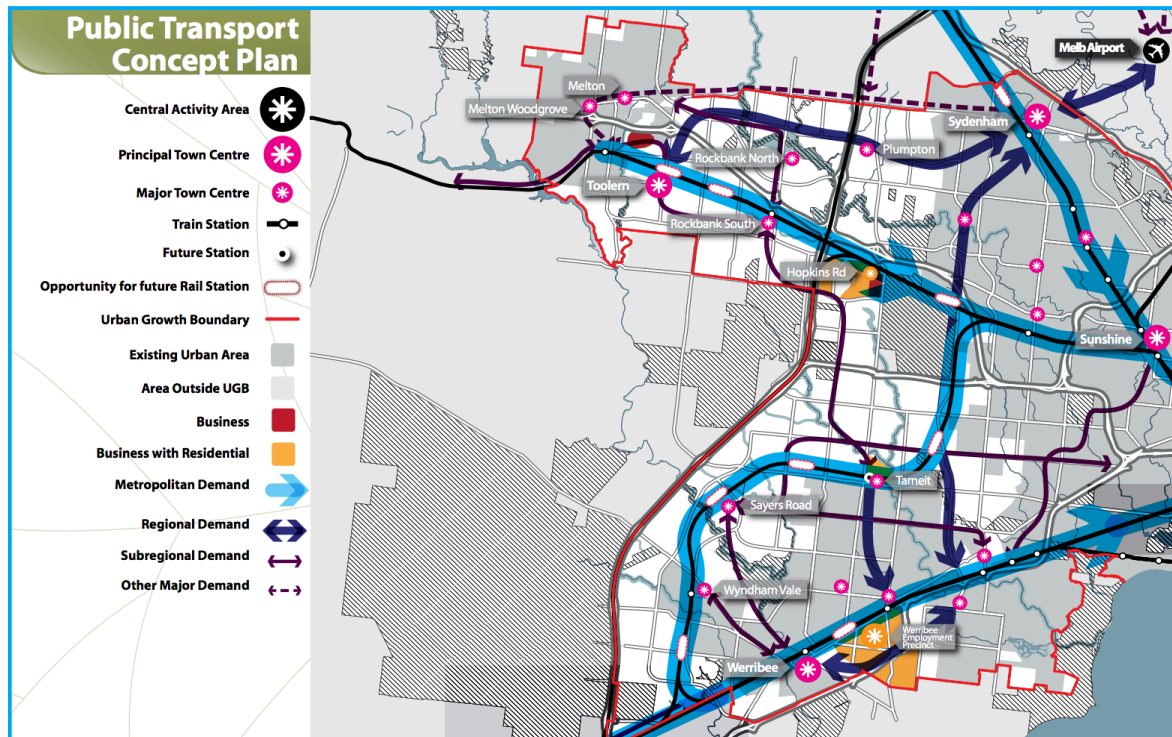 Public Transport
Concept Plan
Central Activity Area
Principal Town Centre
Major Town Centre
Train Station
Future Station
Opportunity for future Rail Station
Urban Growth Boundary
Existing Urban Area
Area Outside UGB
Business
Business with Residential
Metropolitan Demand
Regional Demand
Subregional Demand
Other Major Demand
Melb Airport
Melton
Melton Woodgrove
Sydenham
Plumpton
Rockbank North
Toolern
Rockbank South
Hopkins Rd
Sunshine
Tarneit
Sayers Road
Wyndham Vale
Werribee
Employment
Precinct
Werribee